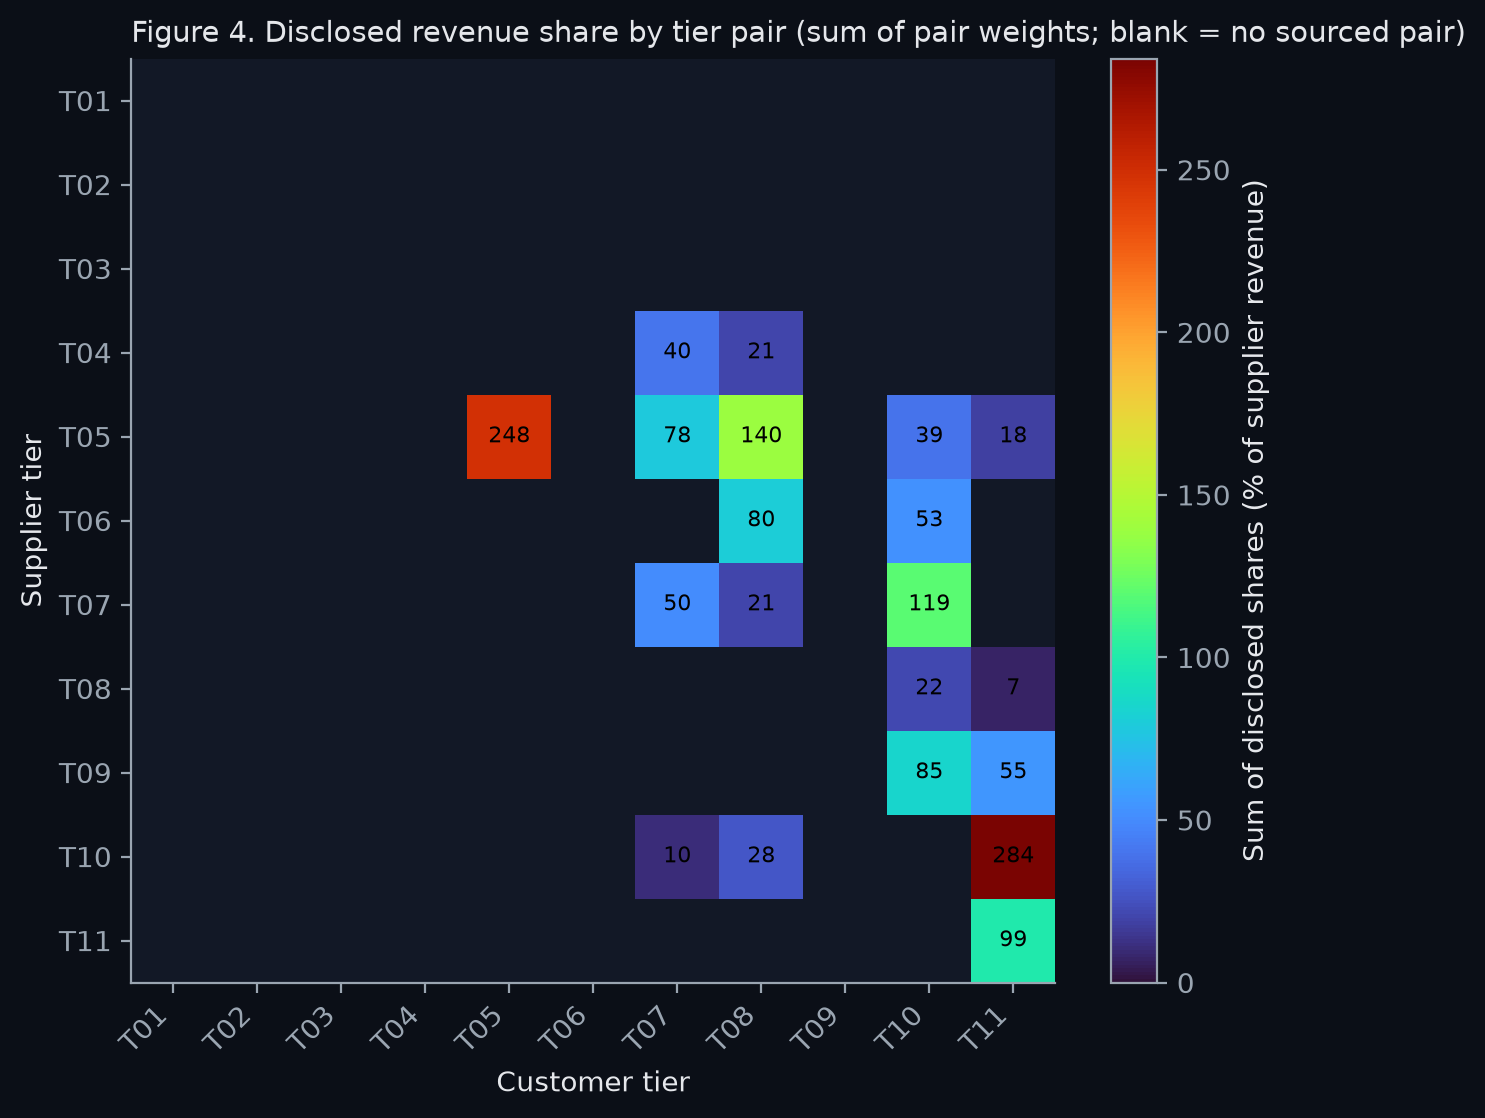 Figure 4. Disclosed revenue share by tier pair (sum of pair weights; blank = no sourced pair)
Supplier tier
T01
T02
T03
T04 40 21
T05 248 78 140 39 18
T06 80 53
T07 50 21 119
T08 22 7
T09 85 55
T10 10 28 284
T11 99
T01 T02 T03 T04 T05 T06 T07 T08 T09 T10 T11
Customer tier
250
200
150
100
50
0
Sum of disclosed shares (% of supplier revenue)